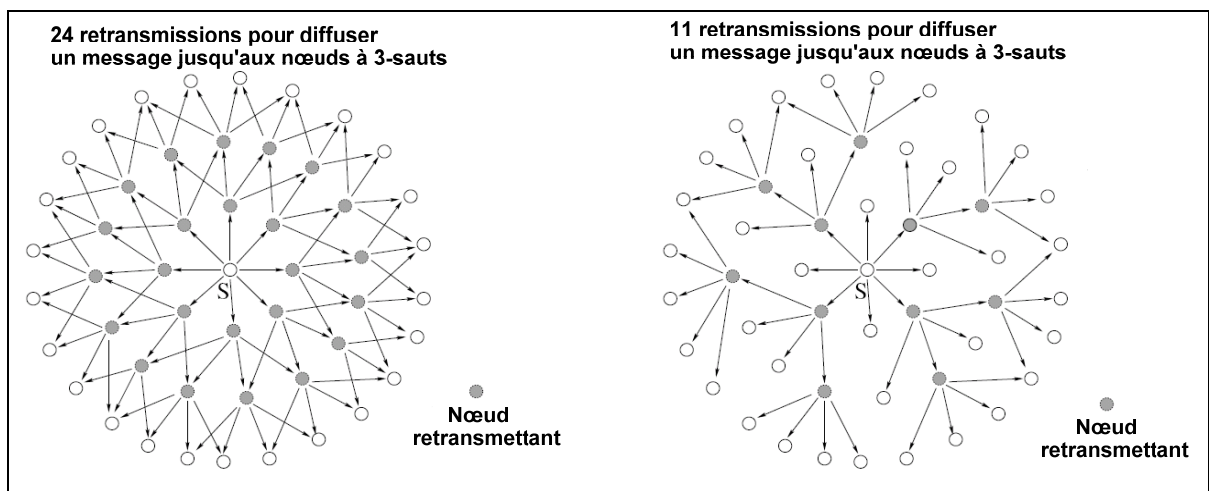 24 retransmissions pour diffuser
un message jusqu'aux nœuds à 3-sauts
11 retransmissions pour diffuser
un message jusqu'aux nœuds à 3-sauts
S
S
Nœud
retransmettant
Nœud
retransmettant